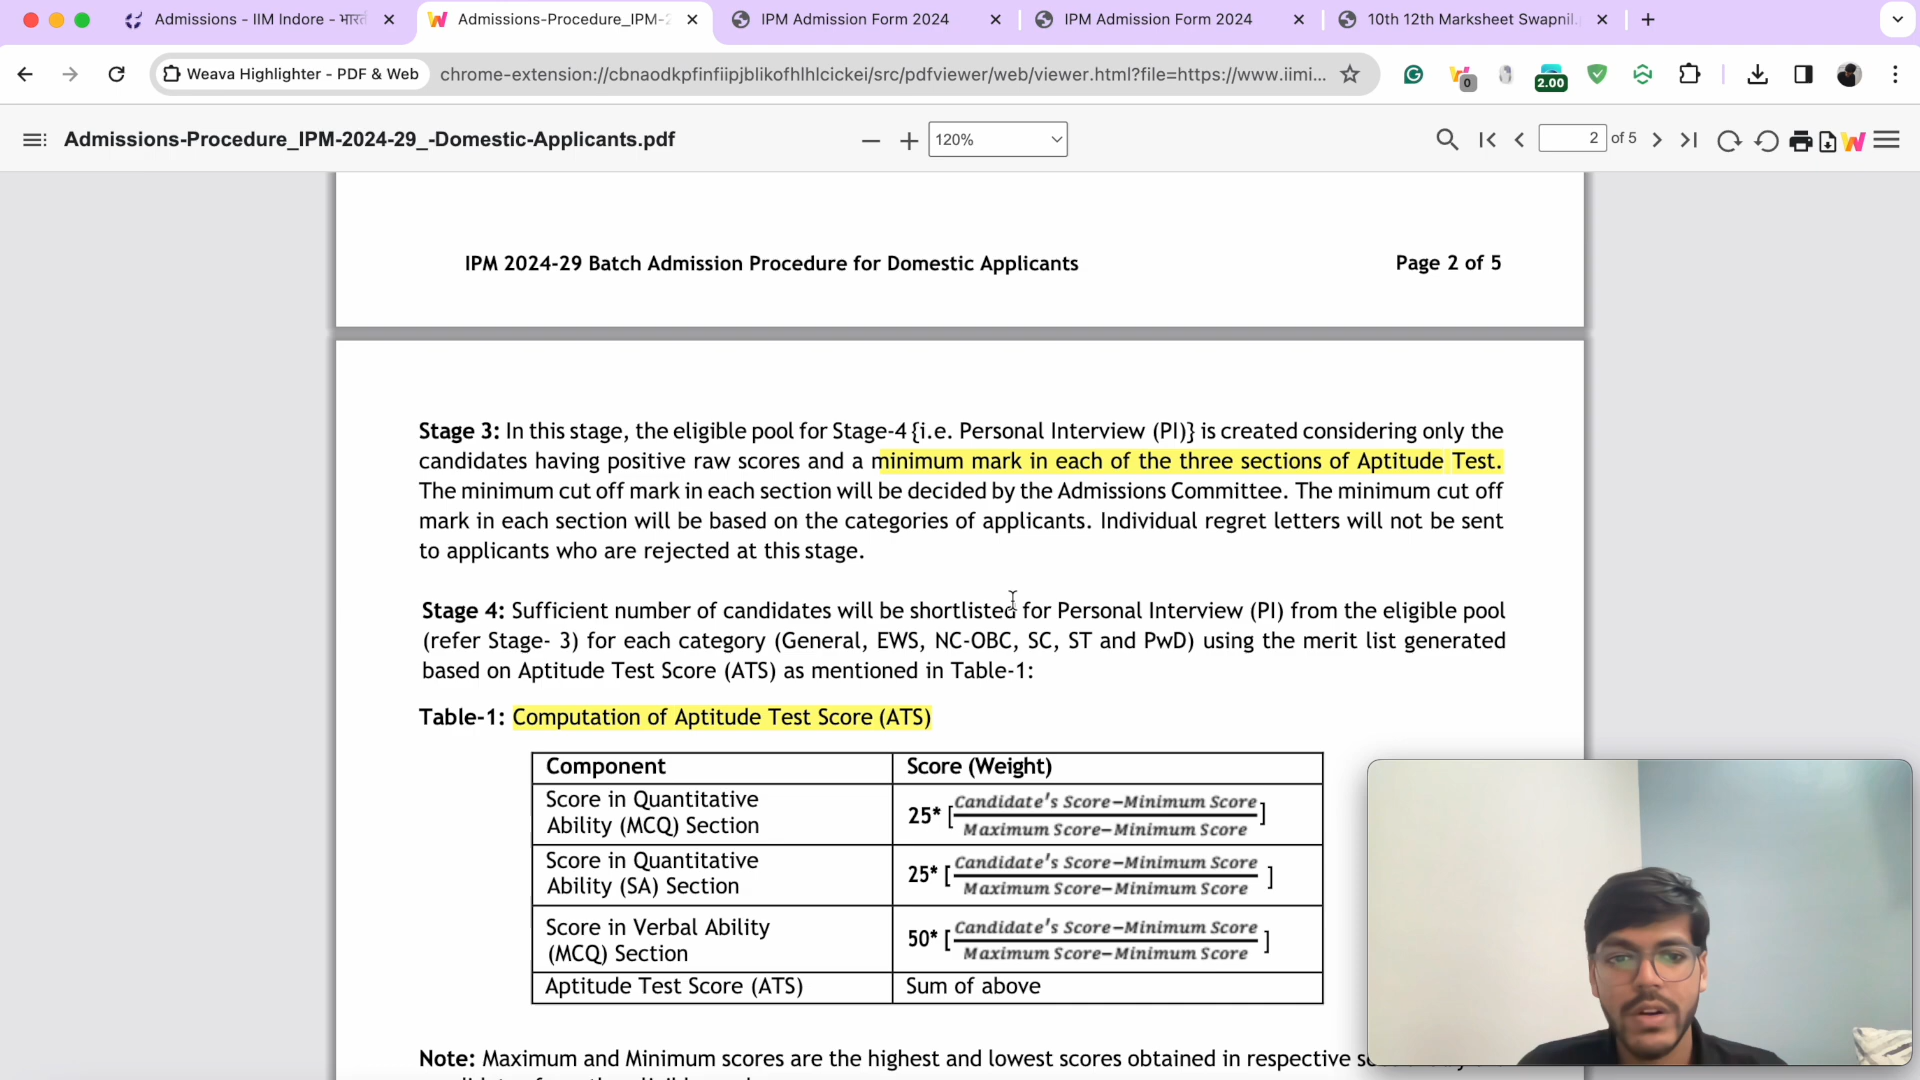 Admissions - IIM Indore - भारत
Admissions-Procedure_IPM-2
IPM Admission Form 2024
IPM Admission Form 2024
10th 12th Marksheet Swapnil.
Weava Highlighter - PDF & Web
chrome-extension://cbnaodkpfinfiipjblikofhlhlcickei/src/pdfviewer/web/viewer.html?file=https://www.iimi...
0
2.00
Admissions-Procedure_IPM-2024-29_-Domestic-Applicants.pdf
120%
2 of 5
IPM 2024-29 Batch Admission Procedure for Domestic Applicants
Page 2 of 5
Stage 3: In this stage, the eligible pool for Stage-4 {i.e. Personal Interview (PI)} is created considering only the
candidates having positive raw scores and a minimum mark in each of the three sections of Aptitude Test.
The minimum cut off mark in each section will be decided by the Admissions Committee. The minimum cut off
mark in each section will be based on the categories of applicants. Individual regret letters will not be sent
to applicants who are rejected at this stage.
Stage 4: Sufficient number of candidates will be shortlisted for Personal Interview (PI) from the eligible pool
(refer Stage- 3) for each category (General, EWS, NC-OBC, SC, ST and PwD) using the merit list generated
based on Aptitude Test Score (ATS) as mentioned in Table-1:
Table-1: Computation of Aptitude Test Score (ATS)
Component
Score (Weight)
Score in Quantitative
Ability (MCQ) Section
25* [
Candidate's Score-Minimum Score
Maximum Score-Minimum Score
]
Score in Quantitative
Ability (SA) Section
25* [
Candidate's Score-Minimum Score
Maximum Score-Minimum Score
]
Score in Verbal Ability
(MCQ) Section
50* [
Candidate's Score-Minimum Score
Maximum Score-Minimum Score
]
Aptitude Test Score (ATS)
Sum of above
Note: Maximum and Minimum scores are the highest and lowest scores obtained in respective